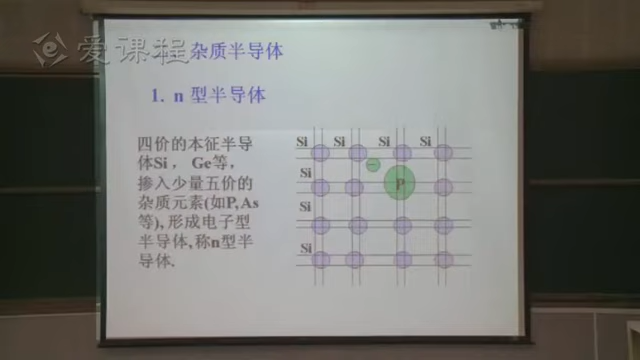 爱课程
杂质半导体
1. n 型半导体
四价的本征半导
体Si， Ge等，
掺入少量五价的
杂质元素(如P,As
等),形成电子型
半导体,称n型半
导体.
Si Si Si Si
Si
P
Si
Si